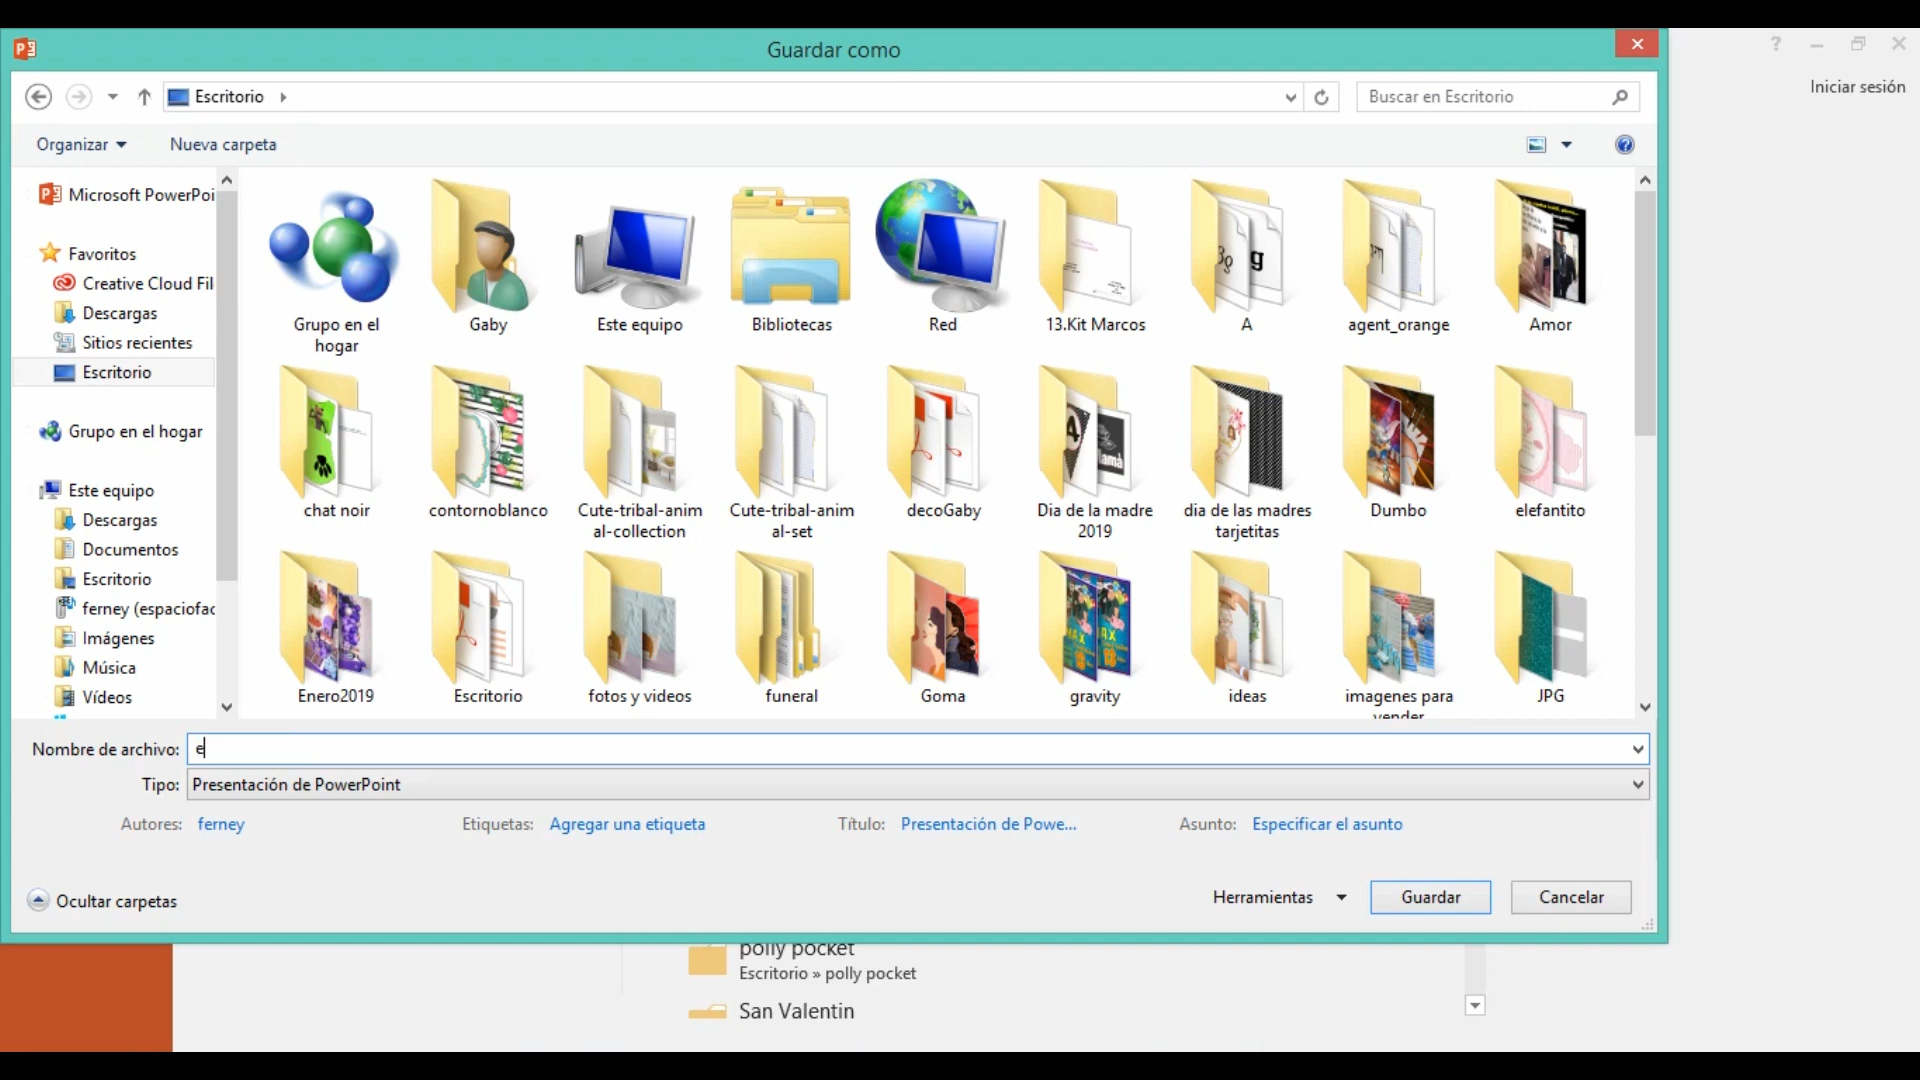 Guardar como
Iniciar sesión
Escritorio
Buscar en Escritorio
Organizar
Nueva carpeta
Microsoft PowerPoi
Favoritos
Creative Cloud Fil
Descargas
Sitios recientes
Escritorio
Grupo en el hogar
Este equipo
Descargas
Documentos
Escritorio
ferney (espaciofac
Imágenes
Música
Vídeos
Grupo en el
hogar
Gaby
Este equipo
Bibliotecas
Red
13.Kit Marcos
A
agent_orange
Amor
chat noir
contornoblanco
Cute-tribal-anim
al-collection
Cute-tribal-anim
al-set
decoGaby
Dia de la madre
2019
dia de las madres
tarjetitas
Dumbo
elefantito
Enero2019
Escritorio
fotos y videos
funeral
Goma
gravity
ideas
imagenes para
vender
JPG
Nombre de archivo: e
Tipo: Presentación de PowerPoint
Autores: ferney
Etiquetas: Agregar una etiqueta
Título: Presentación de Powe...
Asunto: Especificar el asunto
Ocultar carpetas
Herramientas
Guardar
Cancelar
polly pocket
Escritorio » polly pocket
San Valentin